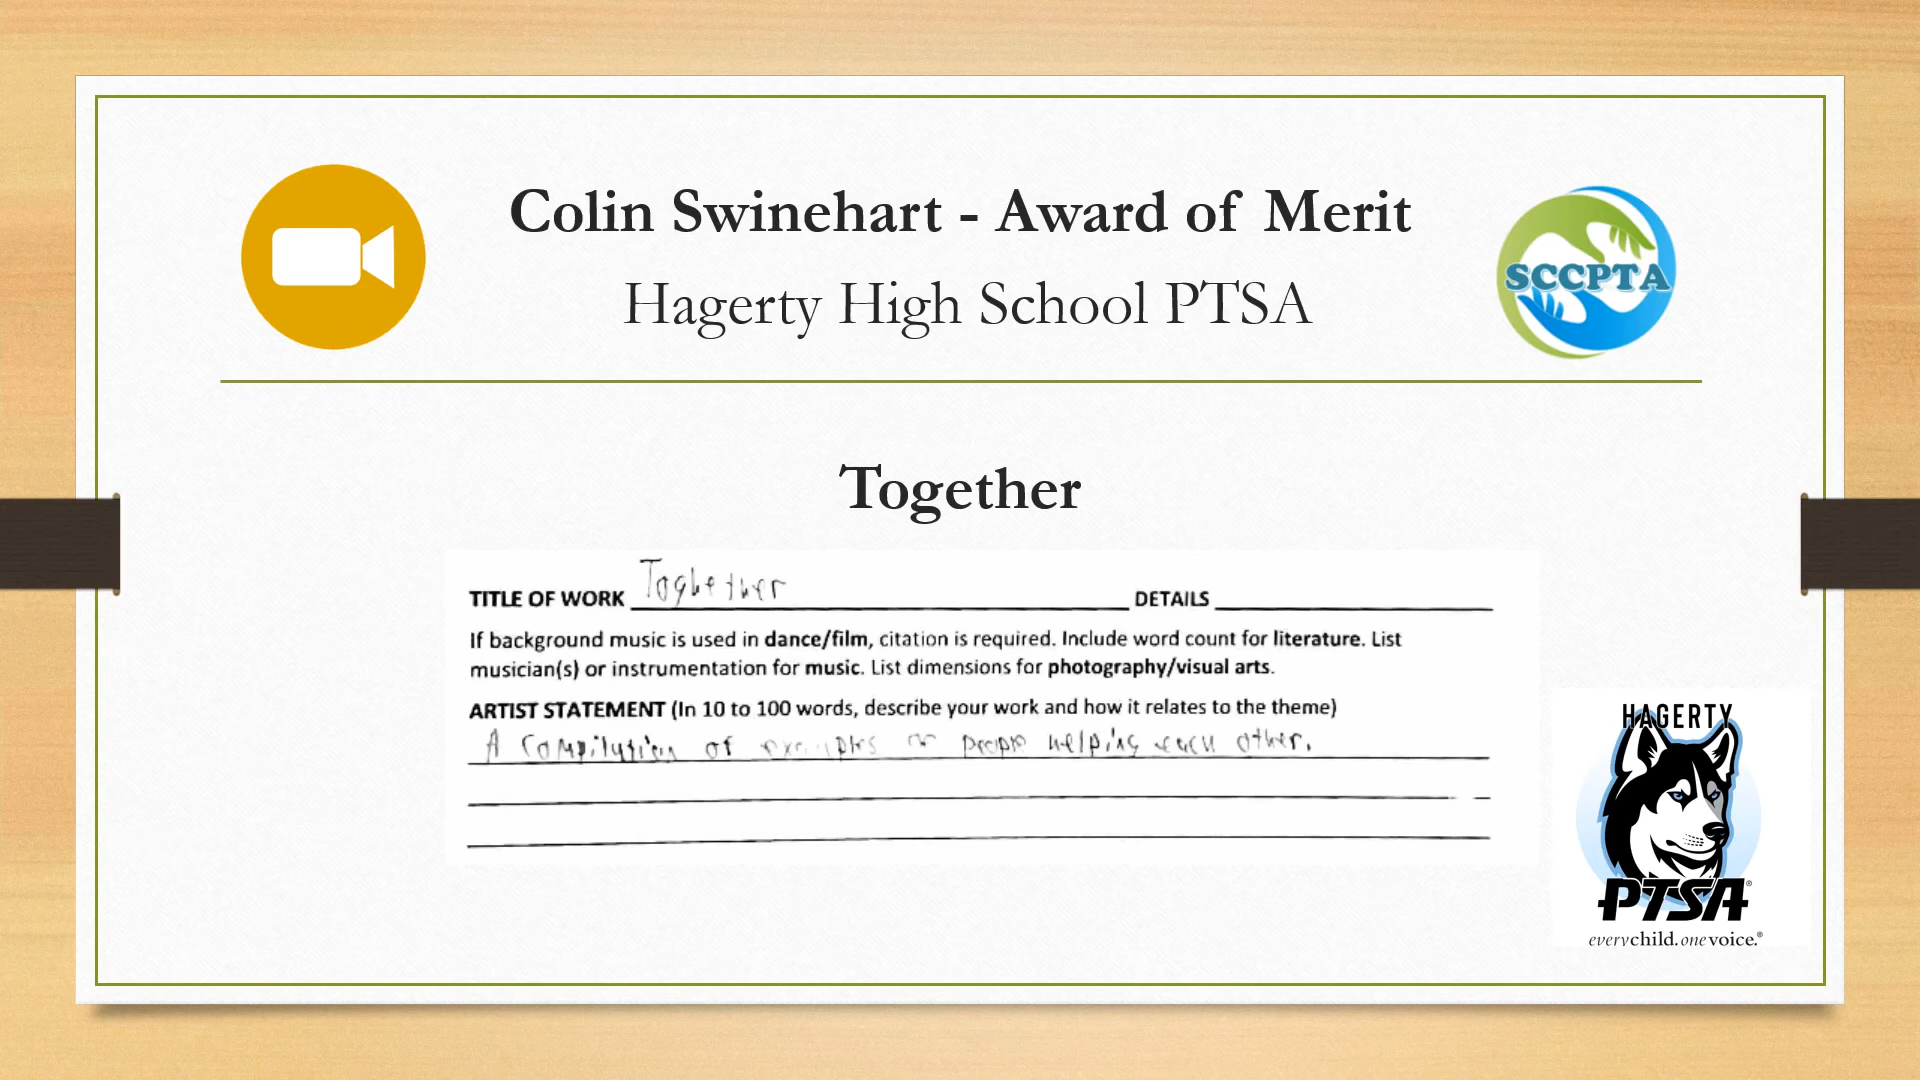 Colin Swinehart - Award of Merit
Hagerty High School PTSA
SCCPTA
Together
TITLE OF WORK Toghether DETAILS
If background music is used in dance/film, citation is required. Include word count for literature. List
musician(s) or instrumentation for music. List dimensions for photography/visual arts.
ARTIST STATEMENT (In 10 to 100 words, describe your work and how it relates to the theme)
A compilation of examples of people helping each other.
HAGERTY
PTSA®
everychild.onevoice.®